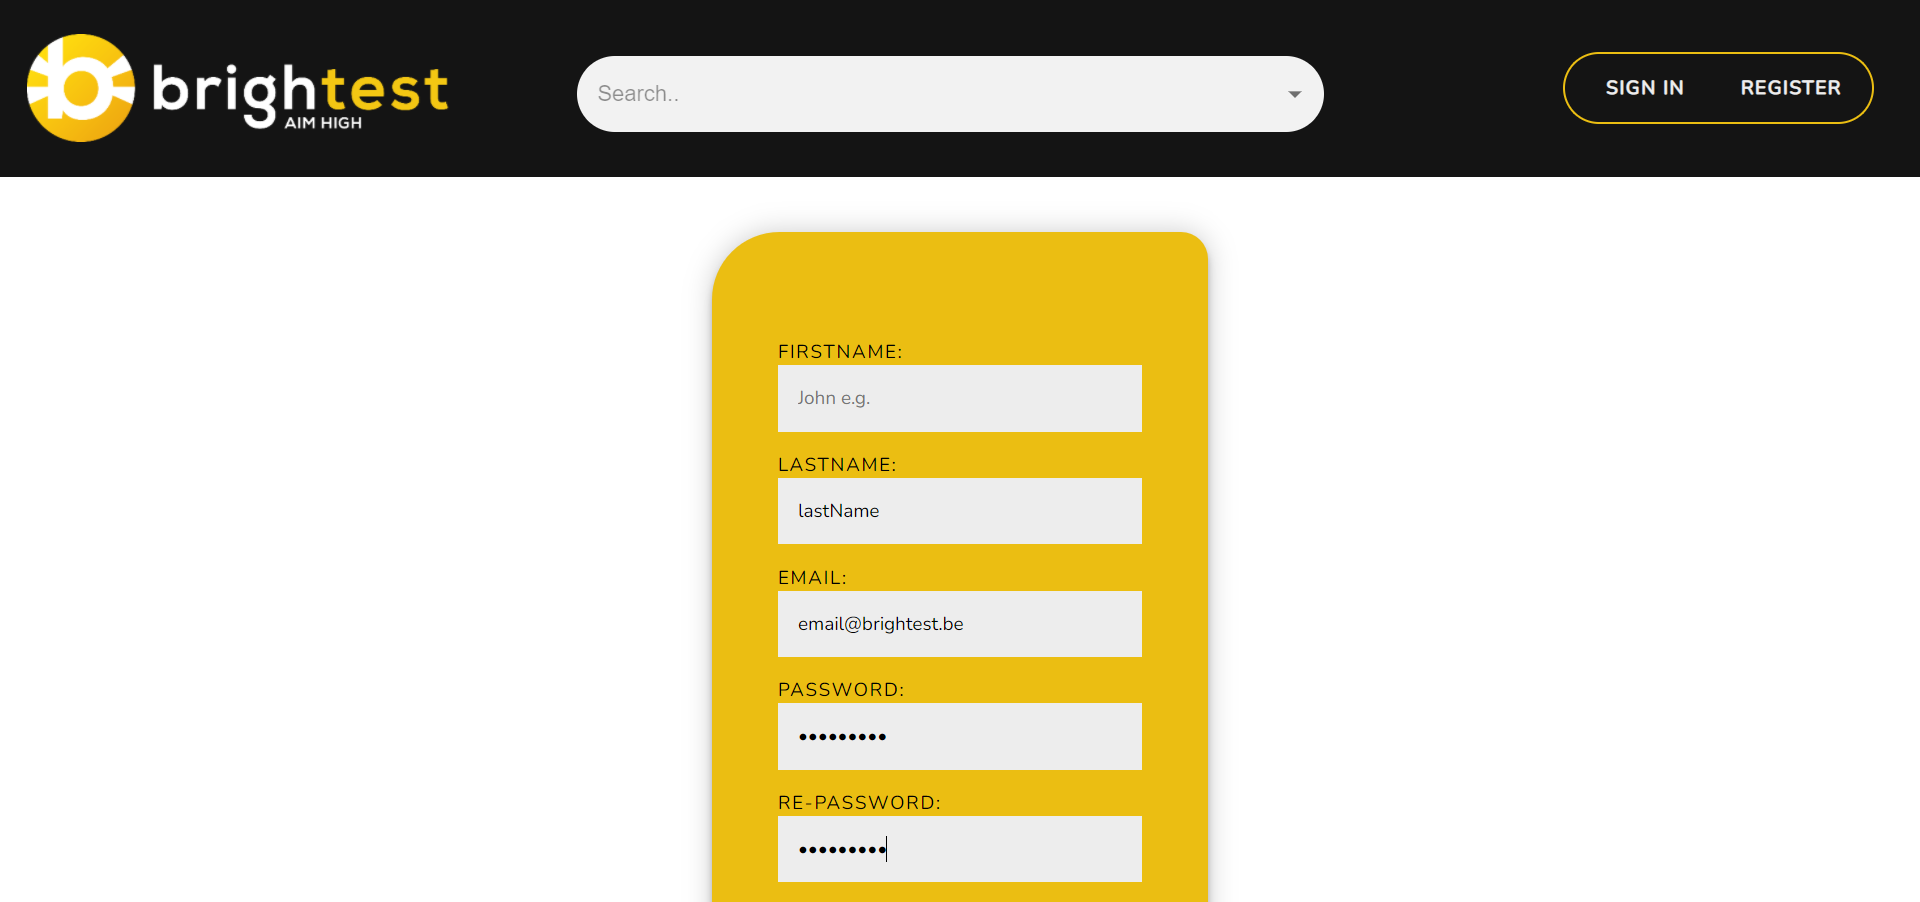 brightest
AIM HIGH
Search..
SIGN IN
REGISTER
FIRSTNAME:
John e.g.
LASTNAME:
lastName
EMAIL:
email@brightest.be
PASSWORD:
•••••••••
RE-PASSWORD:
•••••••••